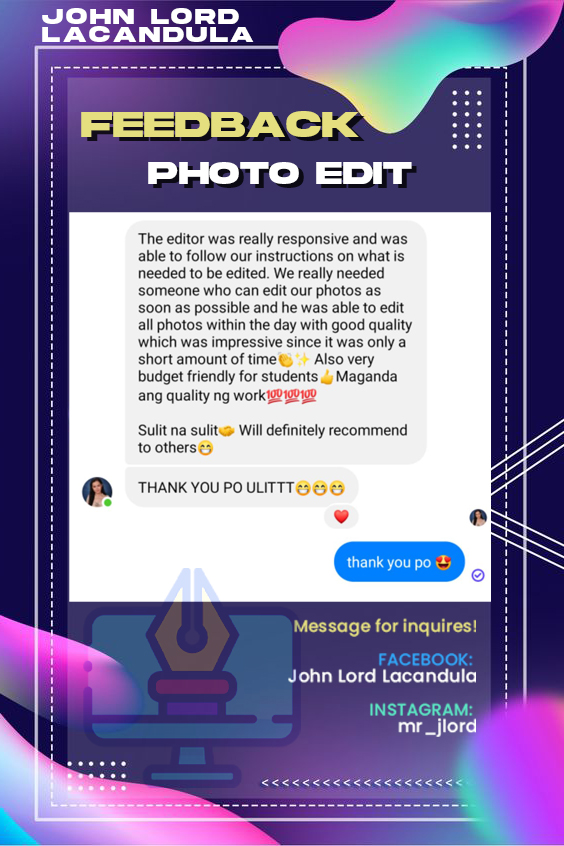 JOHN LORD
LACANDULA
FEEDBACK
PHOTO EDIT
The editor was really responsive and was
able to follow our instructions on what is
needed to be edited. We really needed
someone who can edit our photos as
soon as possible and he was able to edit
all photos within the day with good quality
which was impressive since it was only a
short amount of time👏✨ Also very
budget friendly for students👍Maganda
ang quality ng work💯💯💯
Sulit na sulit🤝 Will definitely recommend
to others😁
THANK YOU PO ULITTT😁😁😁
❤️
thank you po 🤩
Message for inquires!
FACEBOOK:
John Lord Lacandula
INSTAGRAM:
mr_jlord